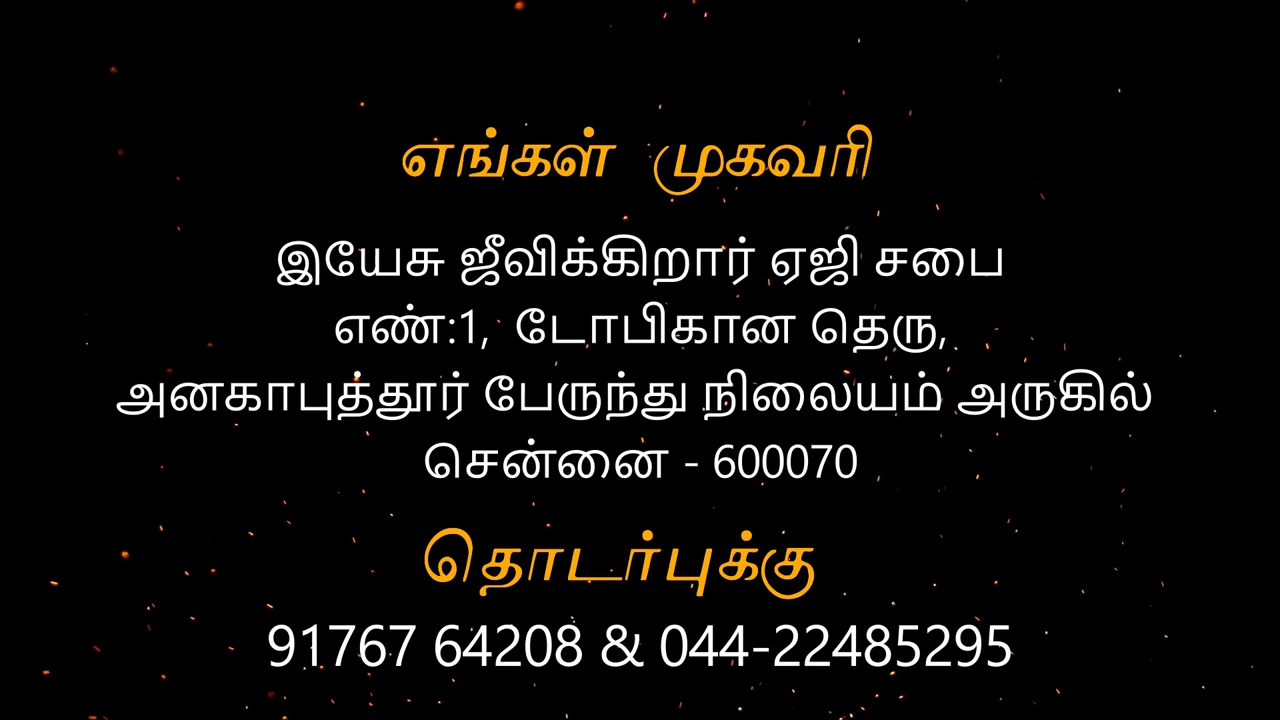 எங்கள் முகவரி
இயேசு ஜீவிக்கிறார் ஏஜி சபை
எண்:1, டோபிகான தெரு,
அனகாபுத்தூர் பேருந்து நிலையம் அருகில்
சென்னை - 600070
தொடர்புக்கு
91767 64208 & 044-22485295